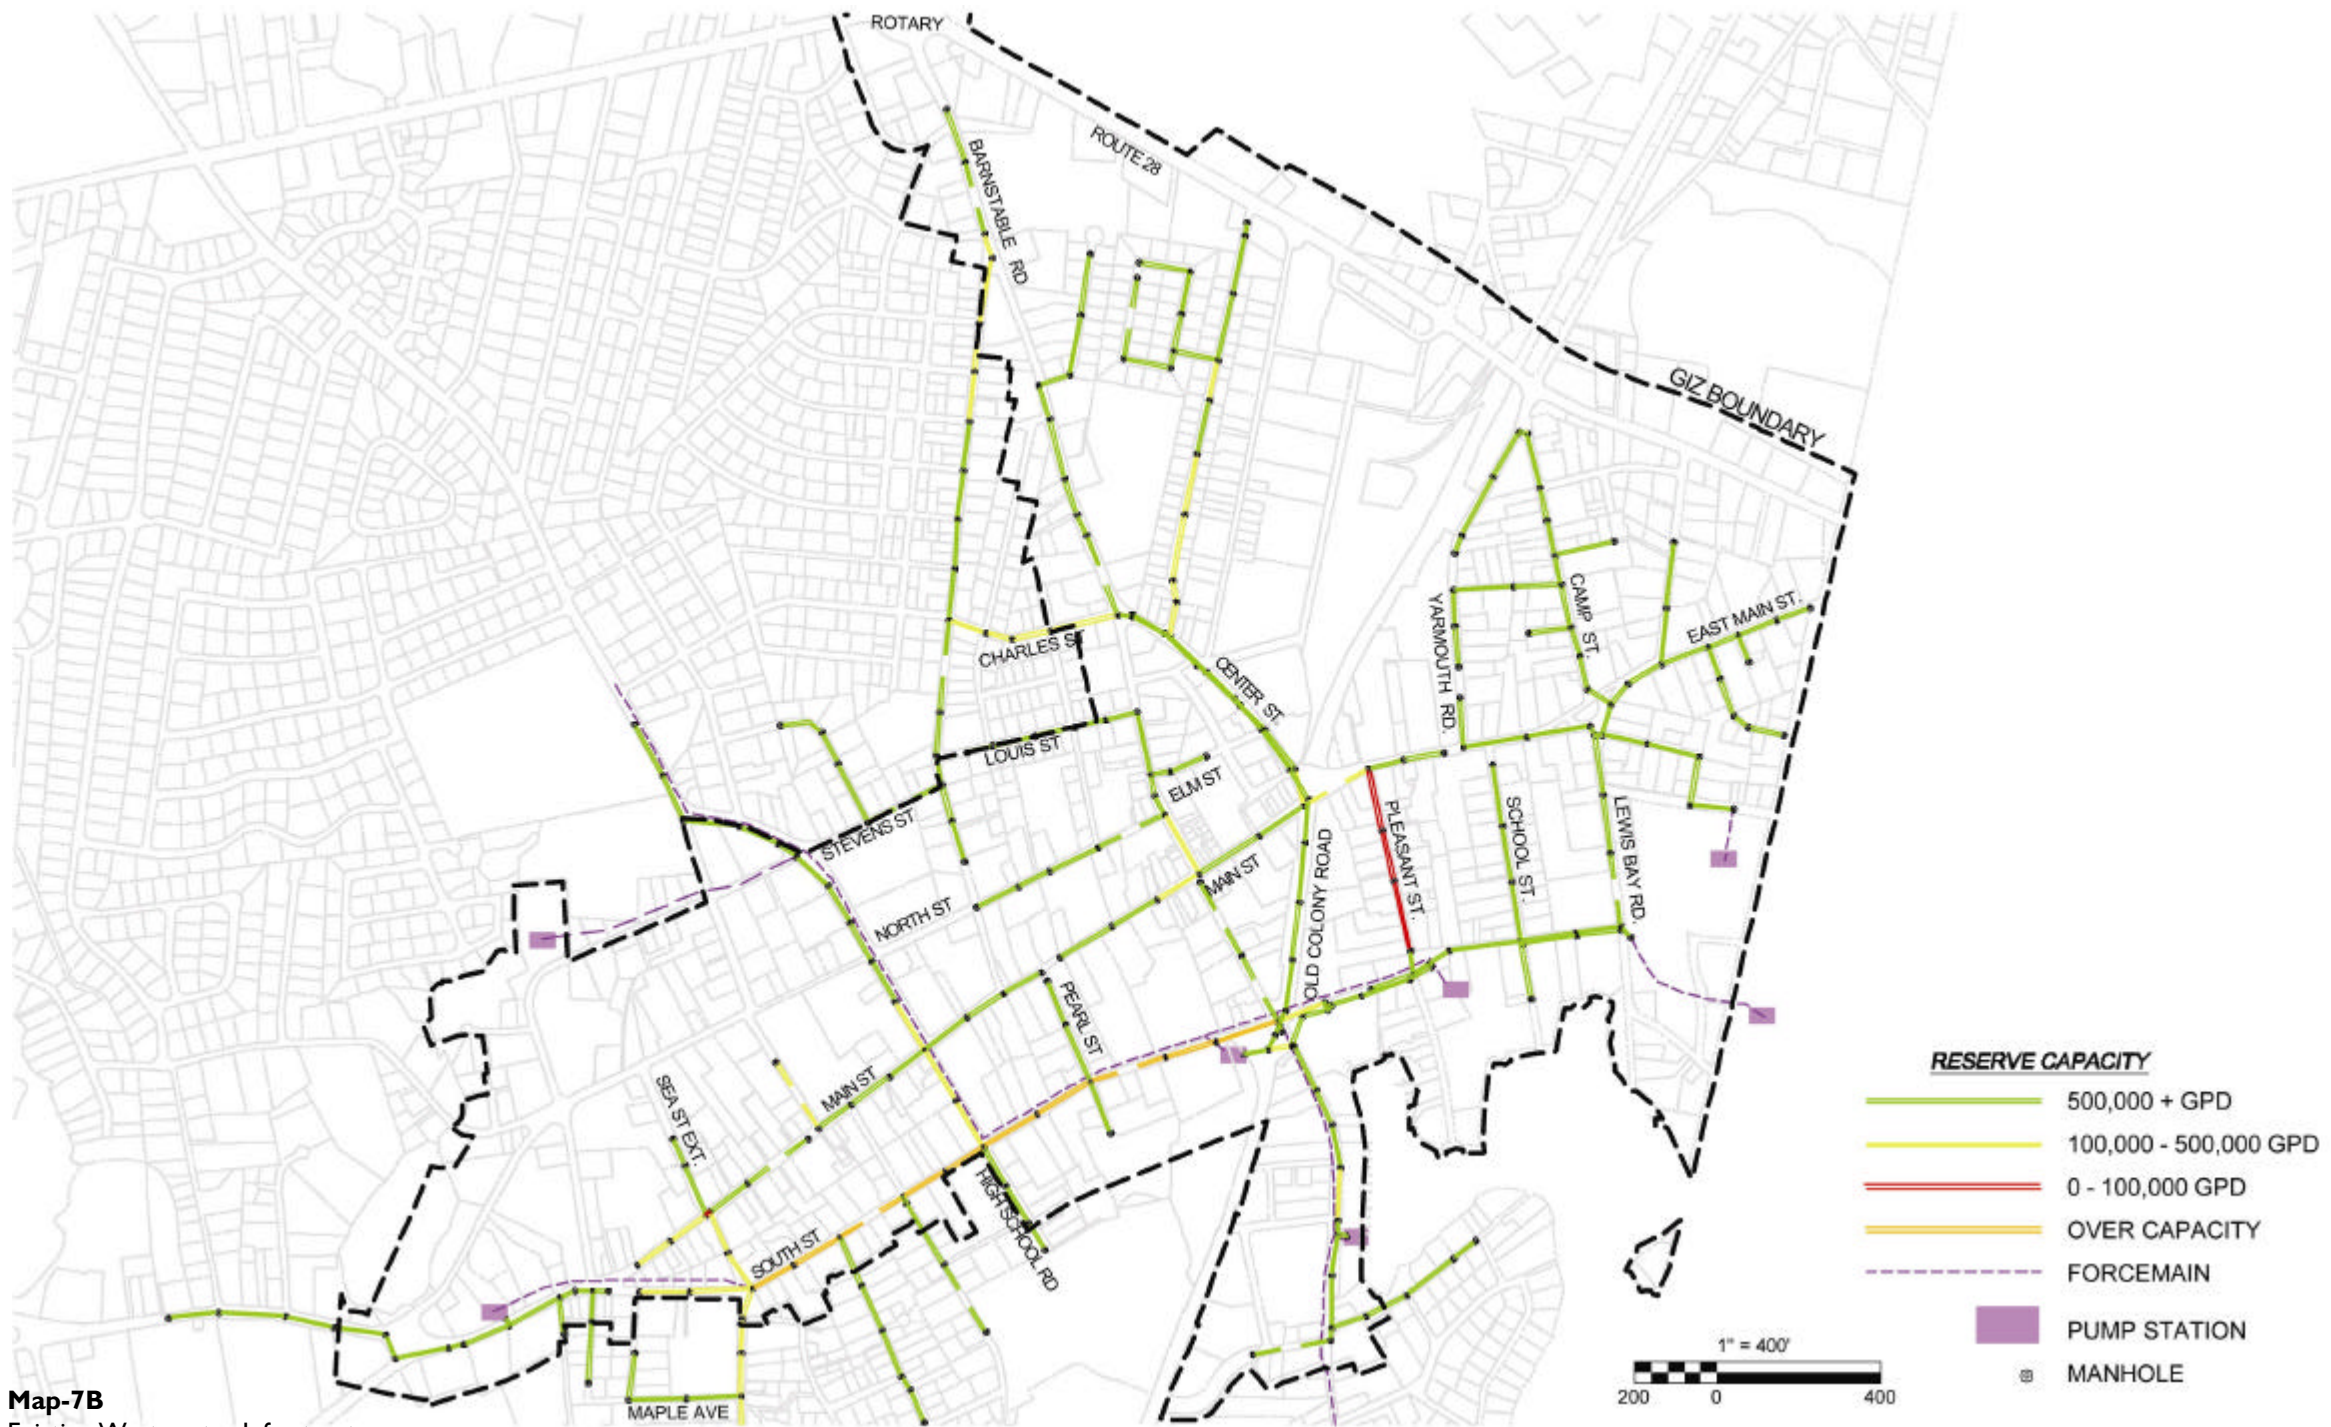 ROTARY
ROUTE 28
BARNSTABLE RD
GIZ BOUNDARY
CHARLES S
CENTER ST.
YARMOUTH RD.
CAMP ST.
EAST MAIN ST.
LOUIS ST
ELM ST
STEVENS ST
PLEASANT ST.
SCHOOL ST.
LEWIS BAY RD.
MAIN ST
OLD COLONY ROAD
NORTH ST
PEARL ST
MAIN ST
SEA ST EXT.
HIGH SCHOOL RD
SOUTH ST
MAPLE AVE
RESERVE CAPACITY
500,000 + GPD
100,000 - 500,000 GPD
0 - 100,000 GPD
OVER CAPACITY
FORCEMAIN
PUMP STATION
MANHOLE
1" = 400'
200 0 400
Map-7B